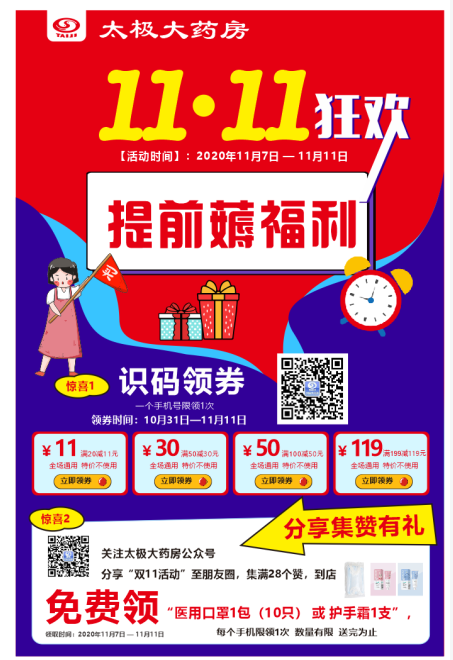 TAIJI
太极大药房
11·11狂欢
【活动时间】：2020年11月7日 — 11月11日
提前薅福利
惊喜1
识码领券
一个手机号限领1次
领券时间：10月31日—11月11日
¥11 满20减11元
全场通用 特价不使用
立即领券
¥30 满50减30元
全场通用 特价不使用
立即领券
¥50 满100减50元
全场通用 特价不使用
立即领券
¥119 满199减119元
全场通用 特价不使用
立即领券
惊喜2
分享集赞有礼
关注太极大药房公众号
分享“双11活动”至朋友圈，集满28个赞，到店
免费领“医用口罩1包（10只） 或 护手霜1支”，
领取时间：2020年11月7日 — 11月11日
每个手机限领1次 数量有限 送完为止